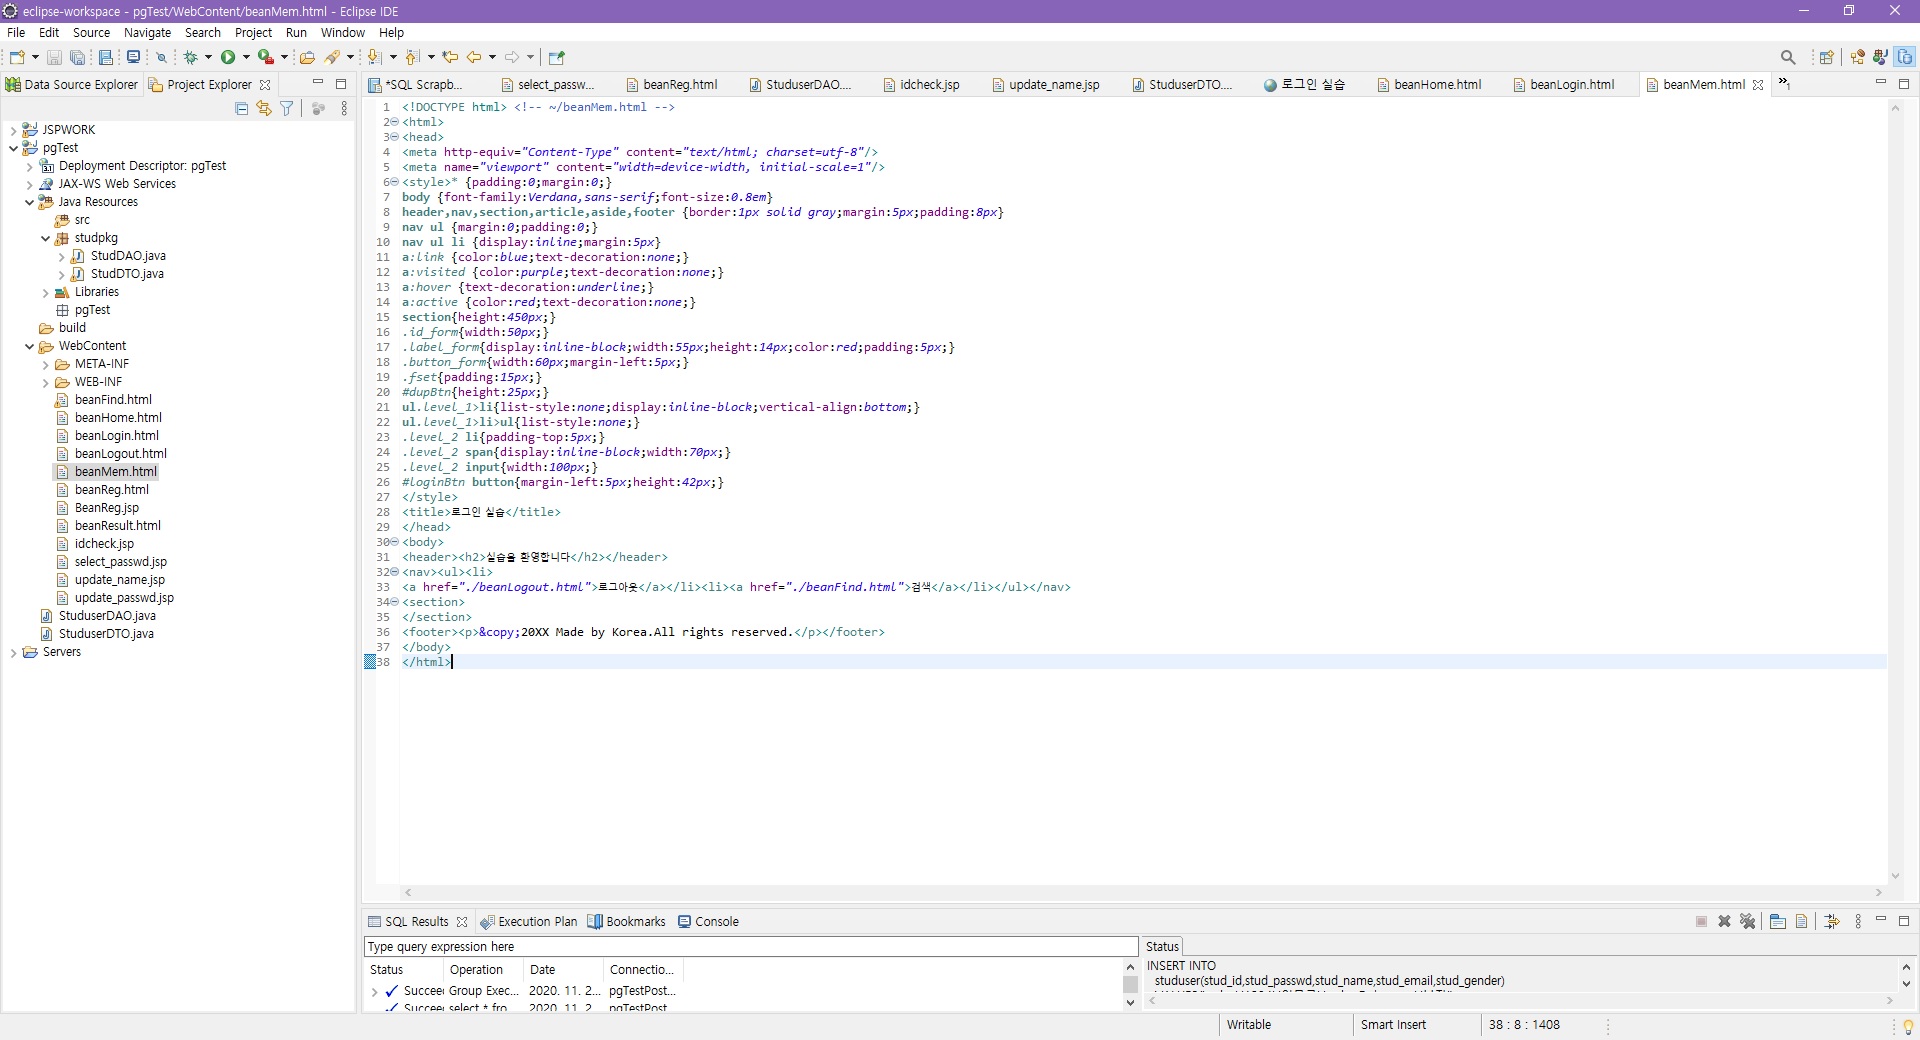 eclipse-workspace - pgTest/WebContent/beanMem.html - Eclipse IDE
File Edit Source Navigate Search Project Run Window Help
Data Source Explorer Project Explorer
*SQL Scrapb... select_passw... beanReg.html StuduserDAO.... idcheck.jsp update_name.jsp StuduserDTO.... 로그인 실습 beanHome.html beanLogin.html beanMem.html
JSPWORK
pgTest
Deployment Descriptor: pgTest
JAX-WS Web Services
Java Resources
src
studpkg
StudDAO.java
StudDTO.java
Libraries
pgTest
build
WebContent
META-INF
WEB-INF
beanFind.html
beanHome.html
beanLogin.html
beanLogout.html
beanMem.html
beanReg.html
BeanReg.jsp
beanResult.html
idcheck.jsp
select_passwd.jsp
update_name.jsp
update_passwd.jsp
StuduserDAO.java
StuduserDTO.java
Servers
1 <!DOCTYPE html> <!-- ~/beanMem.html -->
2 <html>
3 <head>
4 <meta http-equiv="Content-Type" content="text/html; charset=utf-8"/>
5 <meta name="viewport" content="width=device-width, initial-scale=1"/>
6 <style>* {padding:0;margin:0;}
7 body {font-family:Verdana,sans-serif;font-size:0.8em}
8 header,nav,section,article,aside,footer {border:1px solid gray;margin:5px;padding:8px}
9 nav ul {margin:0;padding:0;}
10 nav ul li {display:inline;margin:5px}
11 a:link {color:blue;text-decoration:none;}
12 a:visited {color:purple;text-decoration:none;}
13 a:hover {text-decoration:underline;}
14 a:active {color:red;text-decoration:none;}
15 section{height:450px;}
16 .id_form{width:50px;}
17 .label_form{display:inline-block;width:55px;height:14px;color:red;padding:5px;}
18 .button_form{width:60px;margin-left:5px;}
19 .fset{padding:15px;}
20 #dupBtn{height:25px;}
21 ul.level_1>li{list-style:none;display:inline-block;vertical-align:bottom;}
22 ul.level_1>li>ul{list-style:none;}
23 .level_2 li{padding-top:5px;}
24 .level_2 span{display:inline-block;width:70px;}
25 .level_2 input{width:100px;}
26 #loginBtn button{margin-left:5px;height:42px;}
27 </style>
28 <title>로그인 실습</title>
29 </head>
30 <body>
31 <header><h2>실습을 환영합니다</h2></header>
32 <nav><ul><li>
33 <a href="./beanLogout.html">로그아웃</a></li><li><a href="./beanFind.html">검색</a></li></ul></nav>
34 <section>
35 </section>
36 <footer><p>&copy;20XX Made by Korea.All rights reserved.</p></footer>
37 </body>
38 </html>
SQL Results Execution Plan Bookmarks Console
Type query expression here
Status Operation Date Connectio...
Succee Group Exec... 2020. 11. 2... pgTestPost...
Succee select * fro 2020. 11. 2 pgTestPost
Status
INSERT INTO
studuser(stud_id,stud_passwd,stud_name,stud_email,stud_gender)
Writable Smart Insert 38 : 8 : 1408